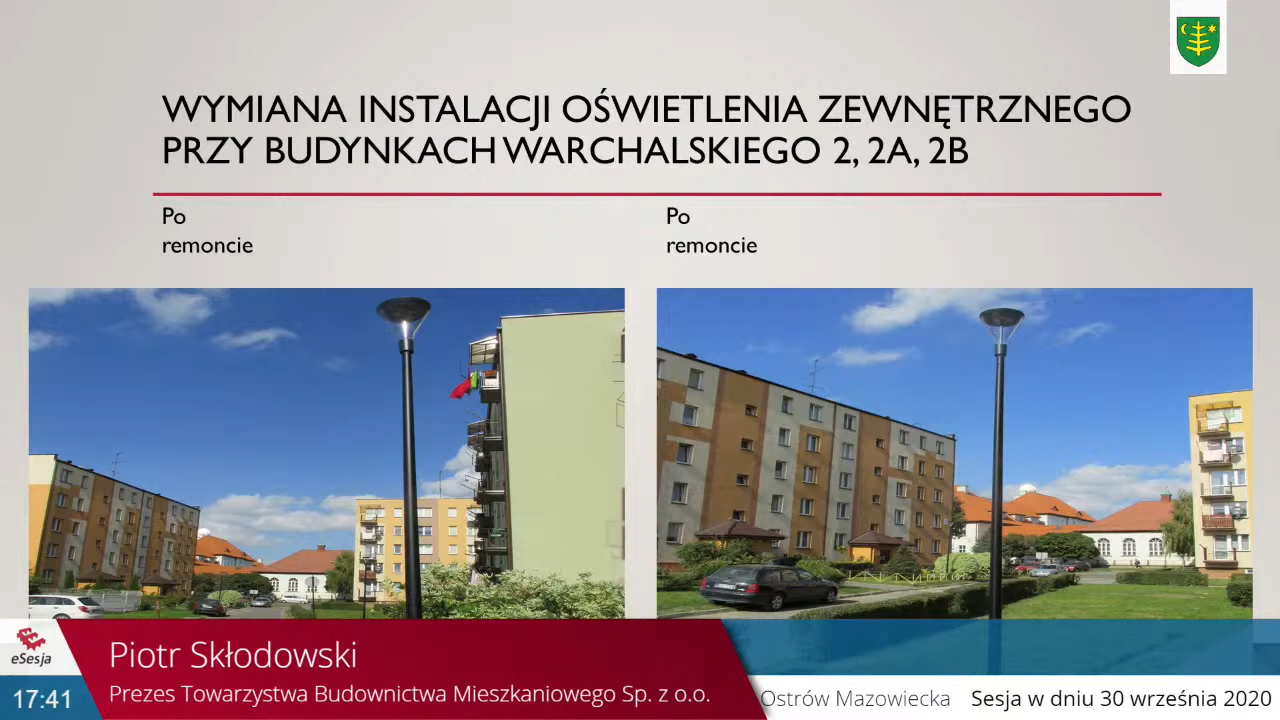 WYMIANA INSTALACJI OŚWIETLENIA ZEWNĘTRZNEGO
PRZY BUDYNKACH WARCHALSKIEGO 2, 2A, 2B
Po
remoncie
Po
remoncie
eSesja
17:41
Piotr Skłodowski
Prezes Towarzystwa Budownictwa Mieszkaniowego Sp. z o.o.
Ostrów Mazowiecka
Sesja w dniu 30 września 2020